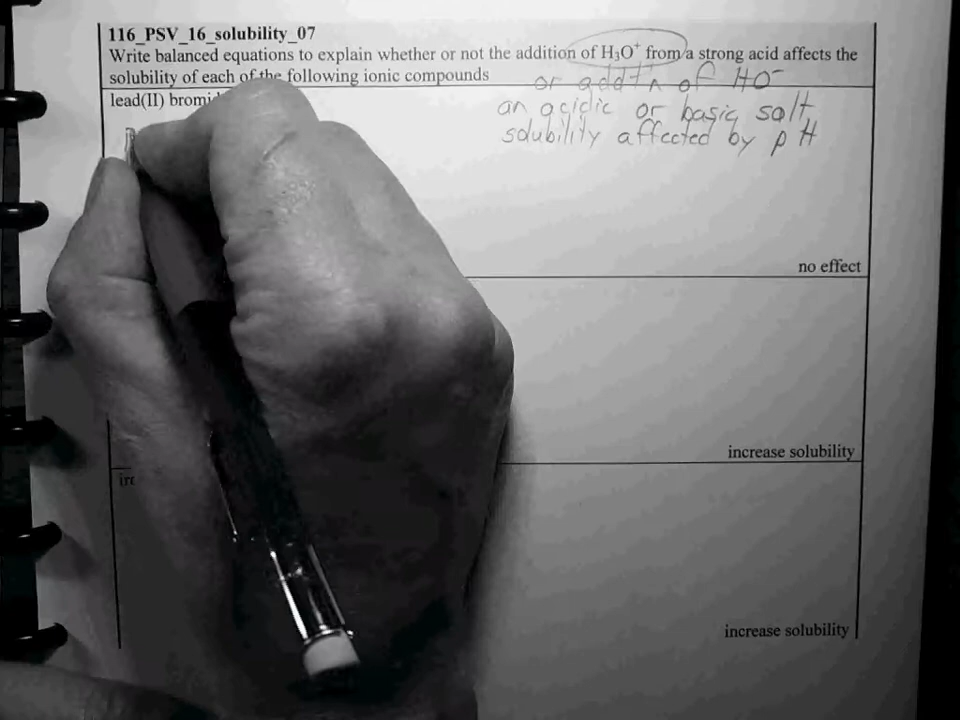 116_PSV_16_solubility_07
Write balanced equations to explain whether or not the addition of H₃O⁺ from a strong acid affects the
solubility of each of the following ionic compounds
or add'n of HO⁻
lead(II) bromi
an acidic or basic salt
solubility affected by pH
no effect
increase solubility
increase solubility